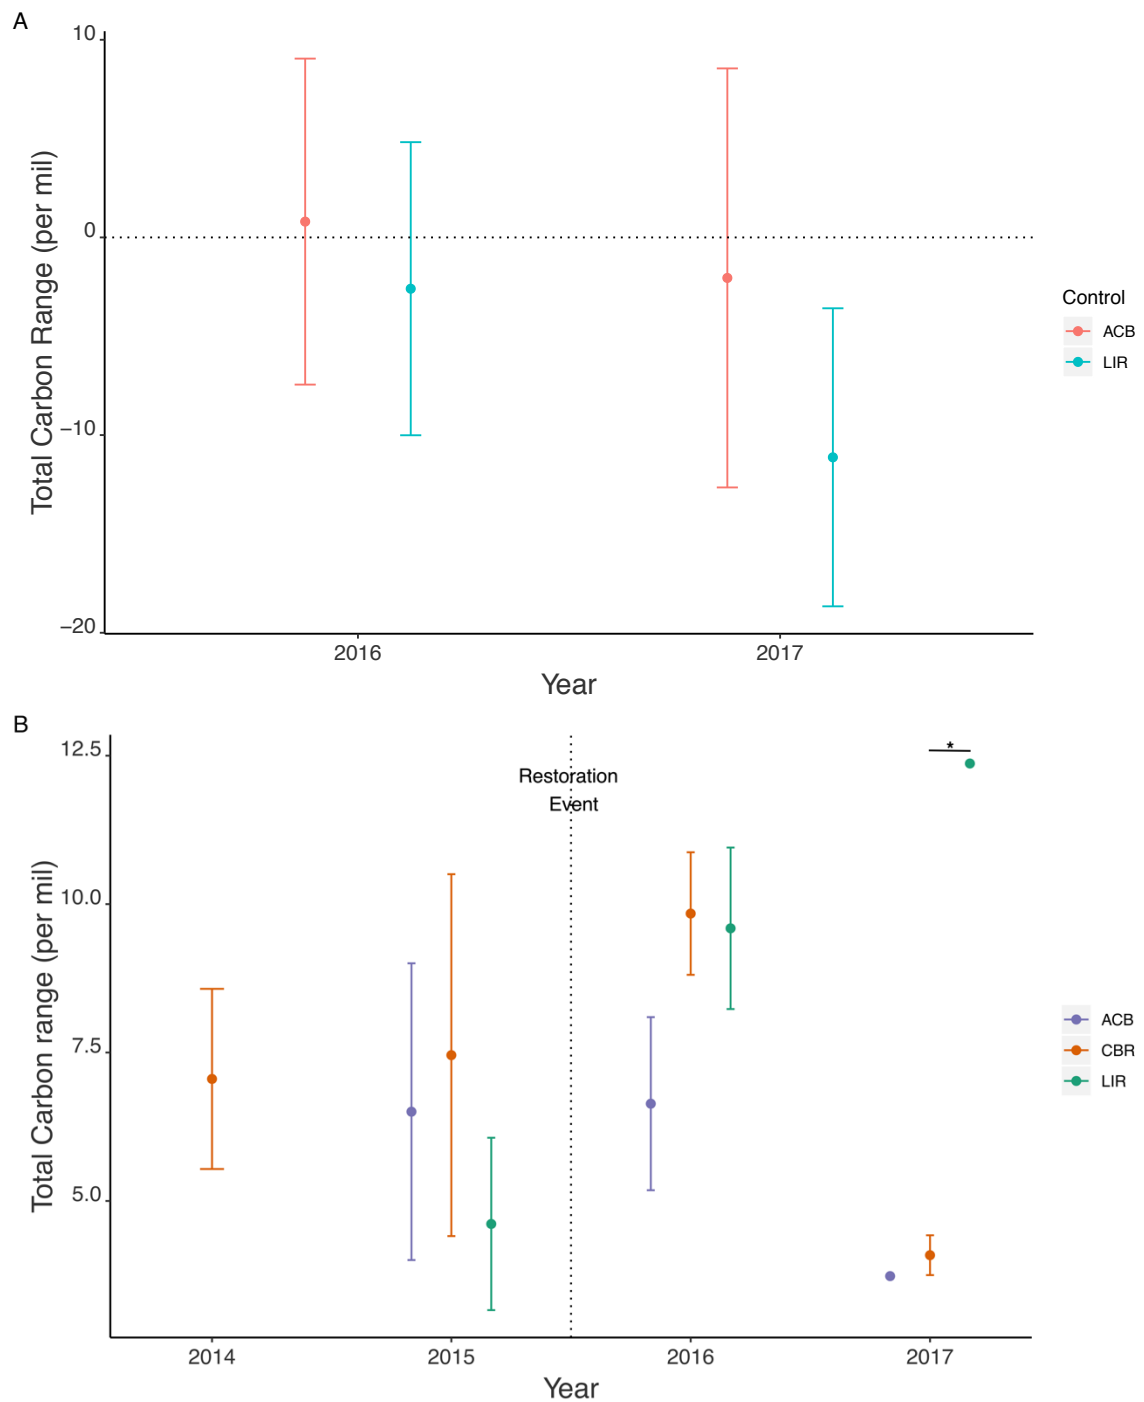 A
Total Carbon Range (per mil)
10
0
−10
−20
2016
2017
Year
Control
ACB
LIR
B
Total Carbon range (per mil)
12.5
10.0
7.5
5.0
Restoration
Event
*
2014
2015
2016
2017
Year
ACB
CBR
LIR